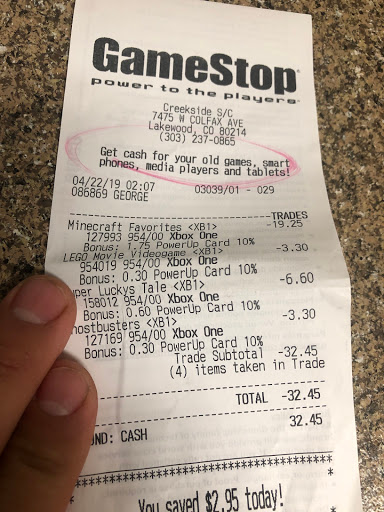 GameStop
power to the players
Creekside S/C
7475 W COLFAX AVE
Lakewood, CO 80214
(303) 237-0865
Get cash for your old games, smart
phones, media players and tablets!
04/22/19 02:07 03039/01 - 029
086869 GEORGE
TRADES
Minecraft Favorites <XB1> -19.25
127993 954/00 Xbox One
Bonus: 1.75 PowerUp Card 10%
LEGO Movie Videogame <XB1> -3.30
954019 954/00 Xbox One
Bonus: 0.30 PowerUp Card 10%
uper Luckys Tale <XB1> -6.60
158012 954/00 Xbox One
Bonus: 0.60 PowerUp Card 10%
hostbusters <XB1> -3.30
127169 954/00 Xbox One
Bonus: 0.30 PowerUp Card 10%
Trade Subtotal -32.45
(4) items taken in Trade
TOTAL -32.45
32.45
ND: CASH
You saved $2.95 today!